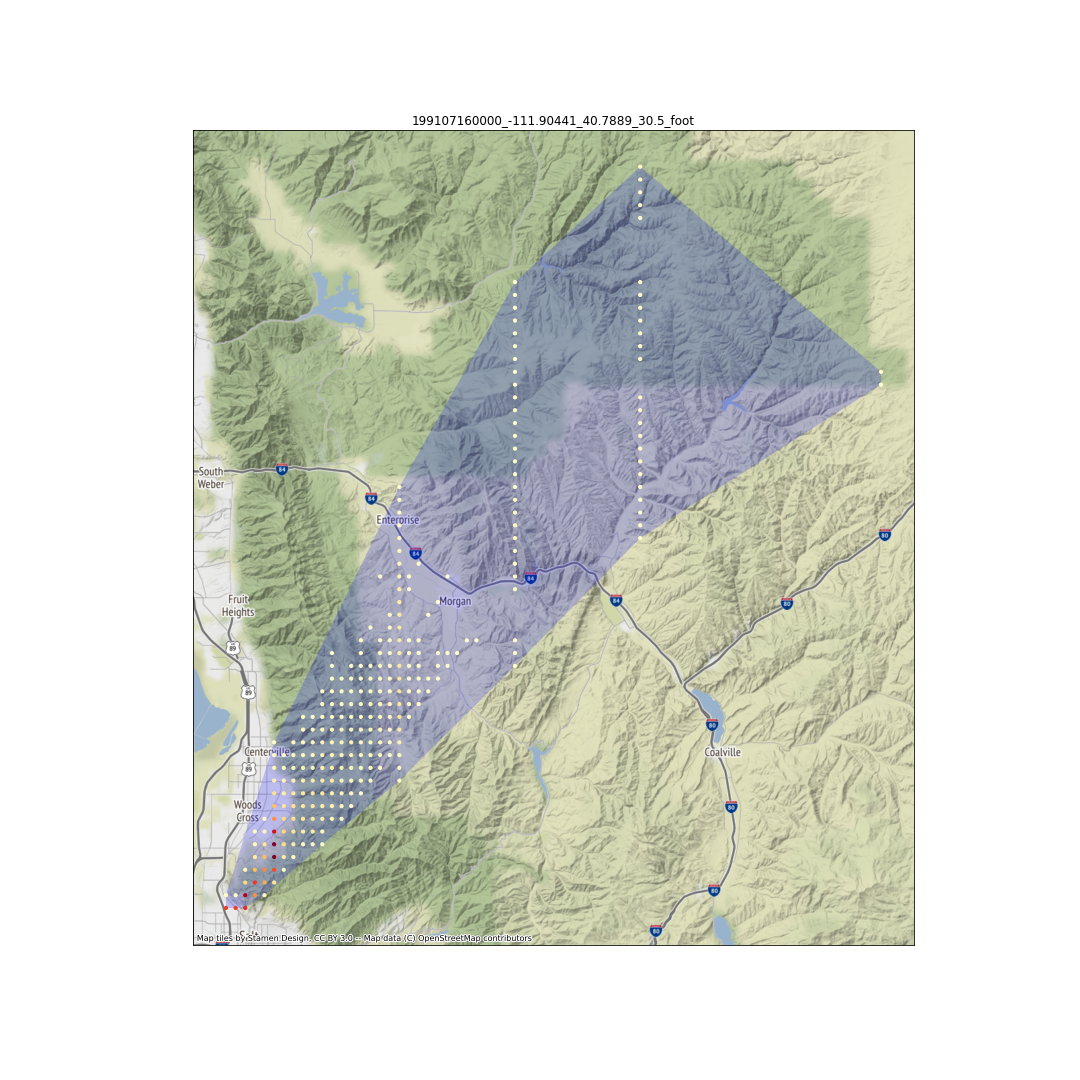 199107160000_-111.90441_40.7889_30.5_foot
South
Weber
84
84
Enterprise
84
84
Morgan
80
84
80
Fruit
Heights
89
89
80
Centerville
Coalville
89
Woods
Cross
80
80
80
Map tiles by Stamen Design, CC BY 3.0 -- Map data (C) OpenStreetMap contributors